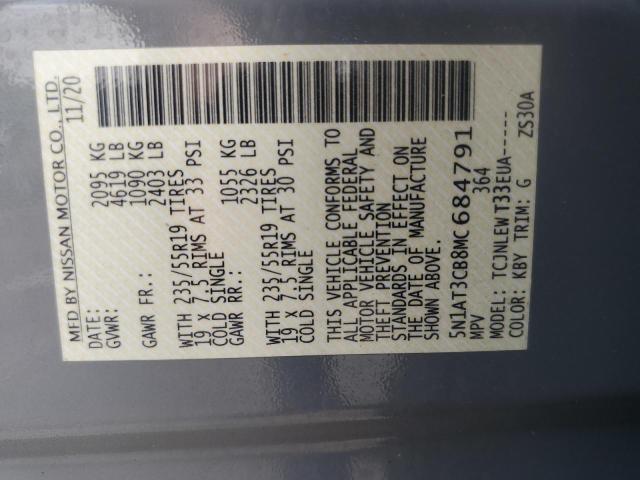 MFD BY NISSAN MOTOR CO., LTD.
DATE: 11/20
GVWR: 2095 KG
4619 LB
GAWR FR.: 1090 KG
2403 LB
WITH 235/55R19 TIRES
19 X 7.5 RIMS AT 33 PSI
COLD SINGLE
GAWR RR.: 1055 KG
2326 LB
WITH 235/55R19 TIRES
19 X 7.5 RIMS AT 30 PSI
COLD SINGLE
THIS VEHICLE CONFORMS TO
ALL APPLICABLE FEDERAL
MOTOR VEHICLE SAFETY AND
THEFT PREVENTION
STANDARDS IN EFFECT ON
THE DATE OF MANUFACTURE
SHOWN ABOVE.
5N1AT3CB8MC 684791
MPV 364
MODEL: TCJNLEW T33EUA-----
COLOR: KBY TRIM: G ZS30A